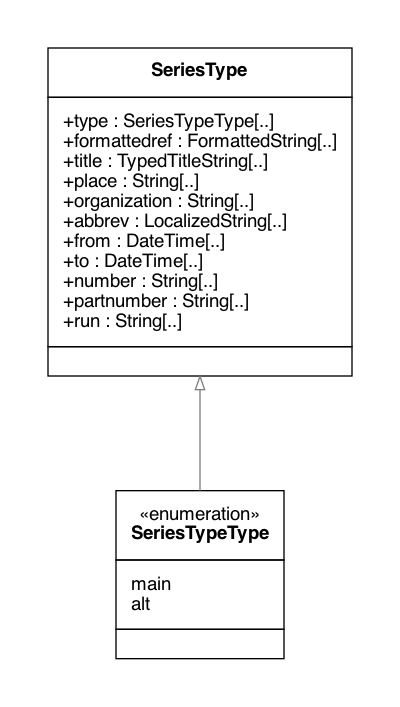 SeriesType
+type : SeriesTypeType[..]
+formattedref : FormattedString[..]
+title : TypedTitleString[..]
+place : String[..]
+organization : String[..]
+abbrev : LocalizedString[..]
+from : DateTime[..]
+to : DateTime[..]
+number : String[..]
+partnumber : String[..]
+run : String[..]
«enumeration»
SeriesTypeType
main
alt